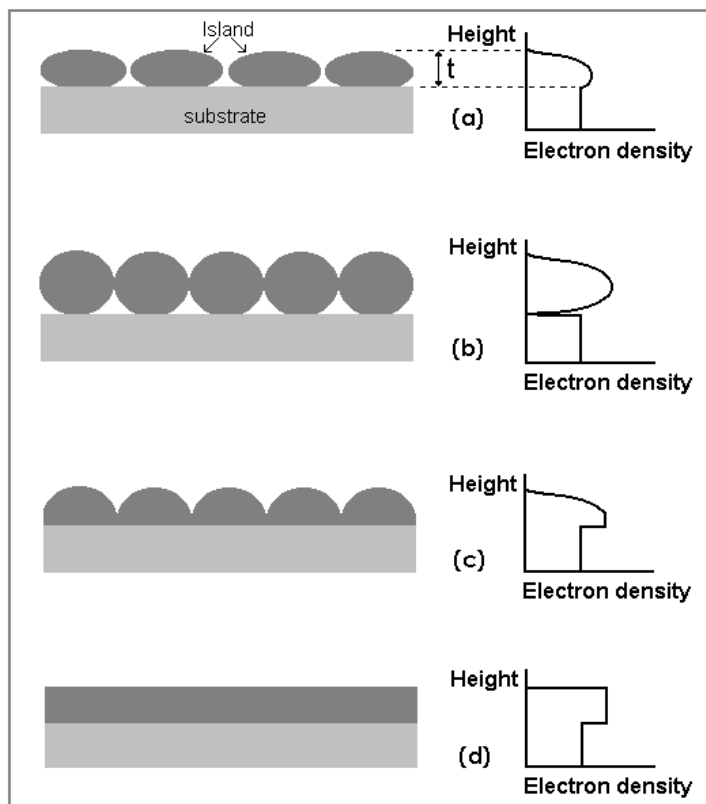 Island
Height
t
substrate
(a)
Electron density
Height
(b)
Electron density
Height
(c)
Electron density
Height
(d)
Electron density